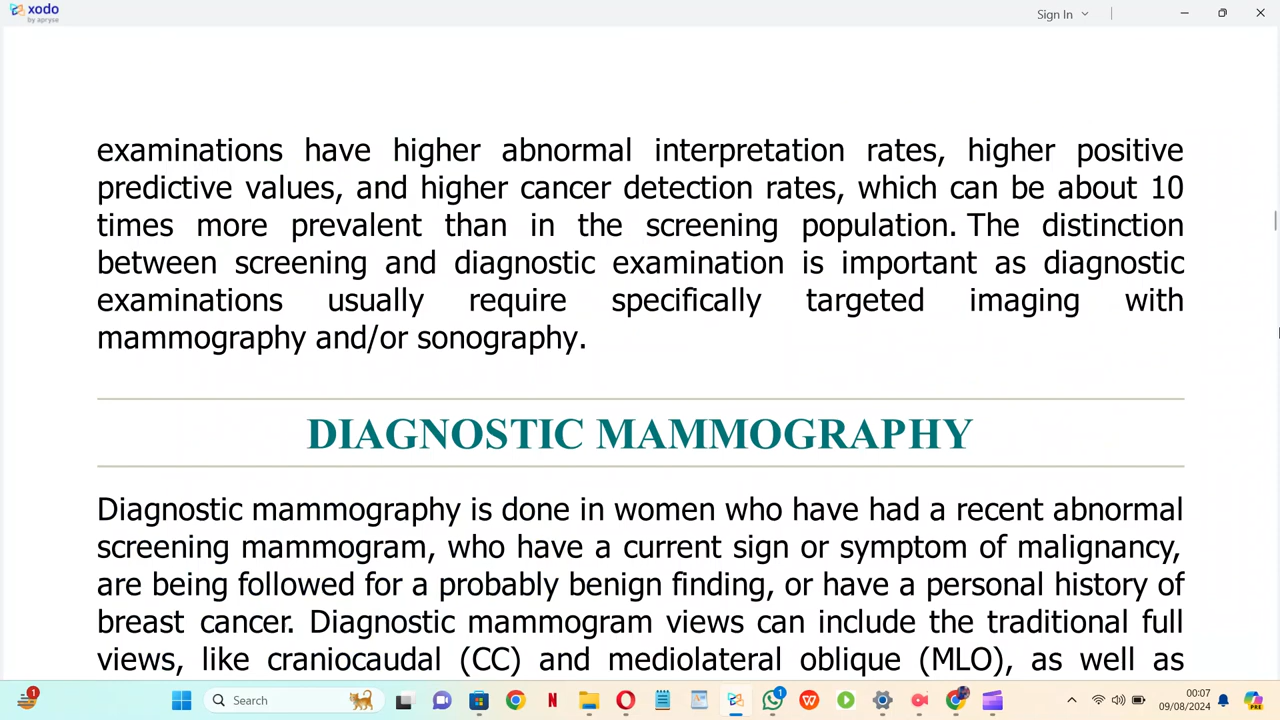 xodo
by apryse
Sign In
examinations have higher abnormal interpretation rates, higher positive
predictive values, and higher cancer detection rates, which can be about 10
times more prevalent than in the screening population. The distinction
between screening and diagnostic examination is important as diagnostic
examinations usually require specifically targeted imaging with
mammography and/or sonography.
DIAGNOSTIC MAMMOGRAPHY
Diagnostic mammography is done in women who have had a recent abnormal
screening mammogram, who have a current sign or symptom of malignancy,
are being followed for a probably benign finding, or have a personal history of
breast cancer. Diagnostic mammogram views can include the traditional full
views, like craniocaudal (CC) and mediolateral oblique (MLO), as well as
1
Search
N
1
W
00:07
09/08/2024
PRE